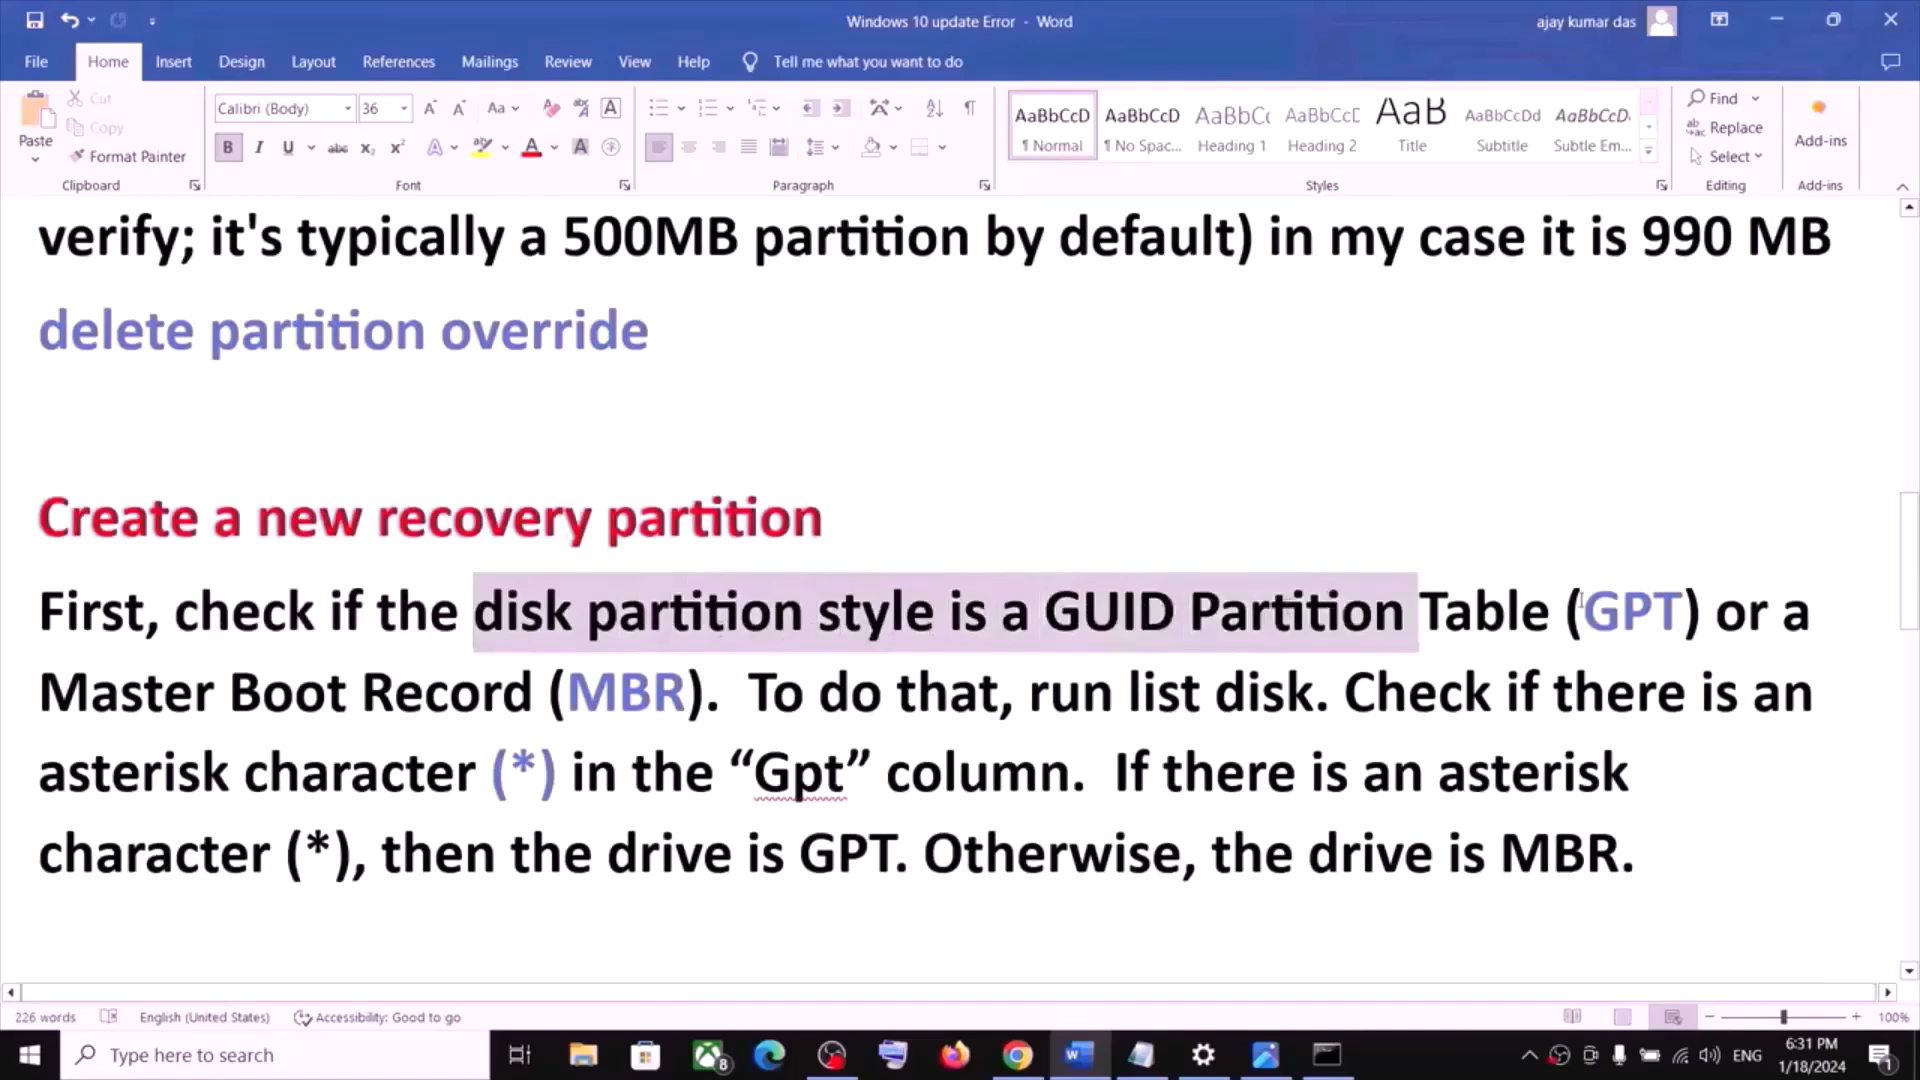 Windows 10 update Error - Word
ajay kumar das
File Home Insert Design Layout References Mailings Review View Help Tell me what you want to do
Paste
Cut
Copy
Format Painter
Clipboard
Calibri (Body) 36
Font
Paragraph
AaBbCcD
¶ Normal
AaBbCcD
¶ No Spac...
AaBbCc
Heading 1
AaBbCcD
Heading 2
AaB
Title
AaBbCcDd
Subtitle
AaBbCcD.
Subtle Em...
Styles
Find
Replace
Select
Editing
Add-ins
Add-ins
verify; it's typically a 500MB partition by default) in my case it is 990 MB
delete partition override
Create a new recovery partition
First, check if the disk partition style is a GUID Partition Table (GPT) or a
Master Boot Record (MBR). To do that, run list disk. Check if there is an
asterisk character (*) in the “Gpt” column. If there is an asterisk
character (*), then the drive is GPT. Otherwise, the drive is MBR.
226 words English (United States) Accessibility: Good to go 100%
Type here to search
8
ENG
6:31 PM
1/18/2024
1